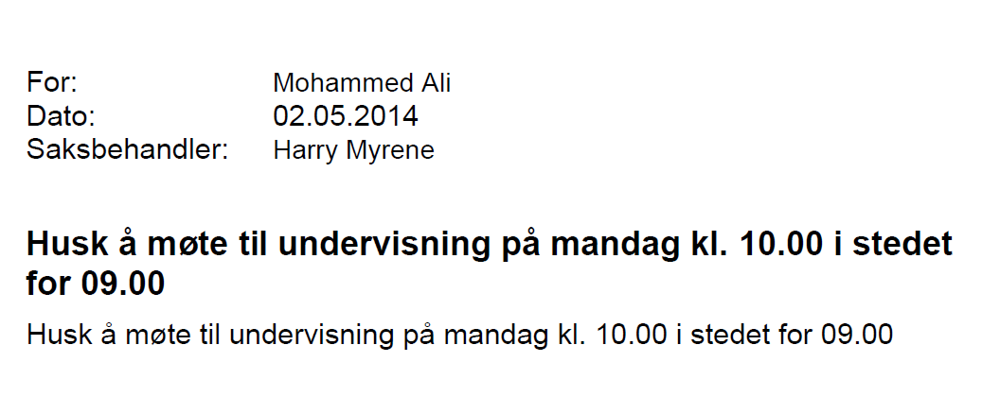 For: Mohammed Ali
Dato: 02.05.2014
Saksbehandler: Harry Myrene
Husk å møte til undervisning på mandag kl. 10.00 i stedet
for 09.00
Husk å møte til undervisning på mandag kl. 10.00 i stedet for 09.00